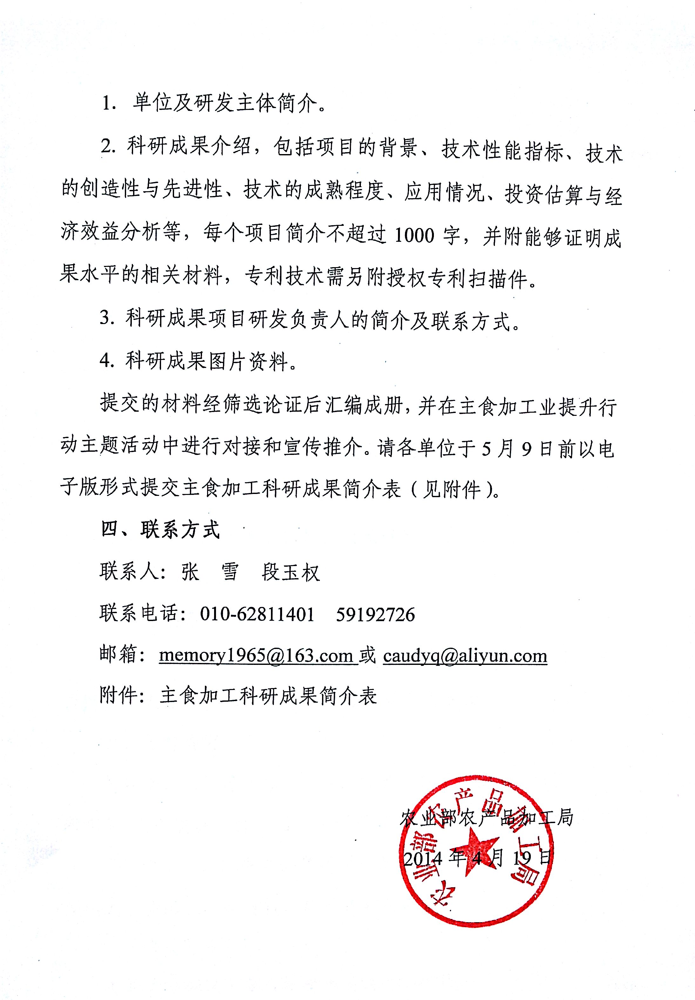 1. 单位及研发主体简介。
2. 科研成果介绍，包括项目的背景、技术性能指标、技术
的创造性与先进性、技术的成熟程度、应用情况、投资估算与经
济效益分析等，每个项目简介不超过 1000 字，并附能够证明成
果水平的相关材料，专利技术需另附授权专利扫描件。
3. 科研成果项目研发负责人的简介及联系方式。
4. 科研成果图片资料。
提交的材料经筛选论证后汇编成册，并在主食加工业提升行
动主题活动中进行对接和宣传推介。请各单位于 5 月 9 日前以电
子版形式提交主食加工科研成果简介表（见附件）。
四、联系方式
联系人：张　雪　段玉权
联系电话：010-62811401　59192726
邮箱：memory1965@163.com 或 caudyq@aliyun.com
附件：主食加工科研成果简介表
农业部农产品加工局
2014 年 4 月 19 日
农业部农产品加工局